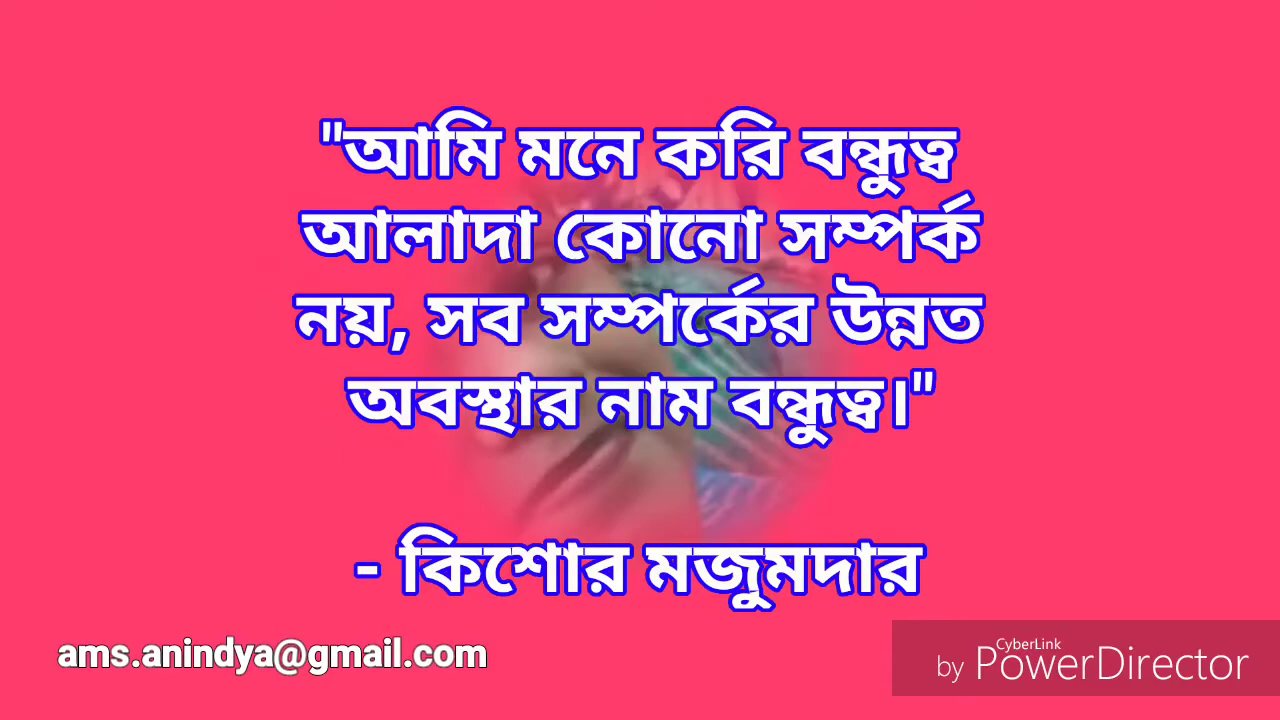 "আমি মনে করি বন্ধুত্ব
আলাদা কোনো সম্পর্ক
নয়, সব সম্পর্কের উন্নত
অবস্থার নাম বন্ধুত্ব।"
- কিশোর মজুমদার
ams.anindya@gmail.com
CyberLink
by PowerDirector